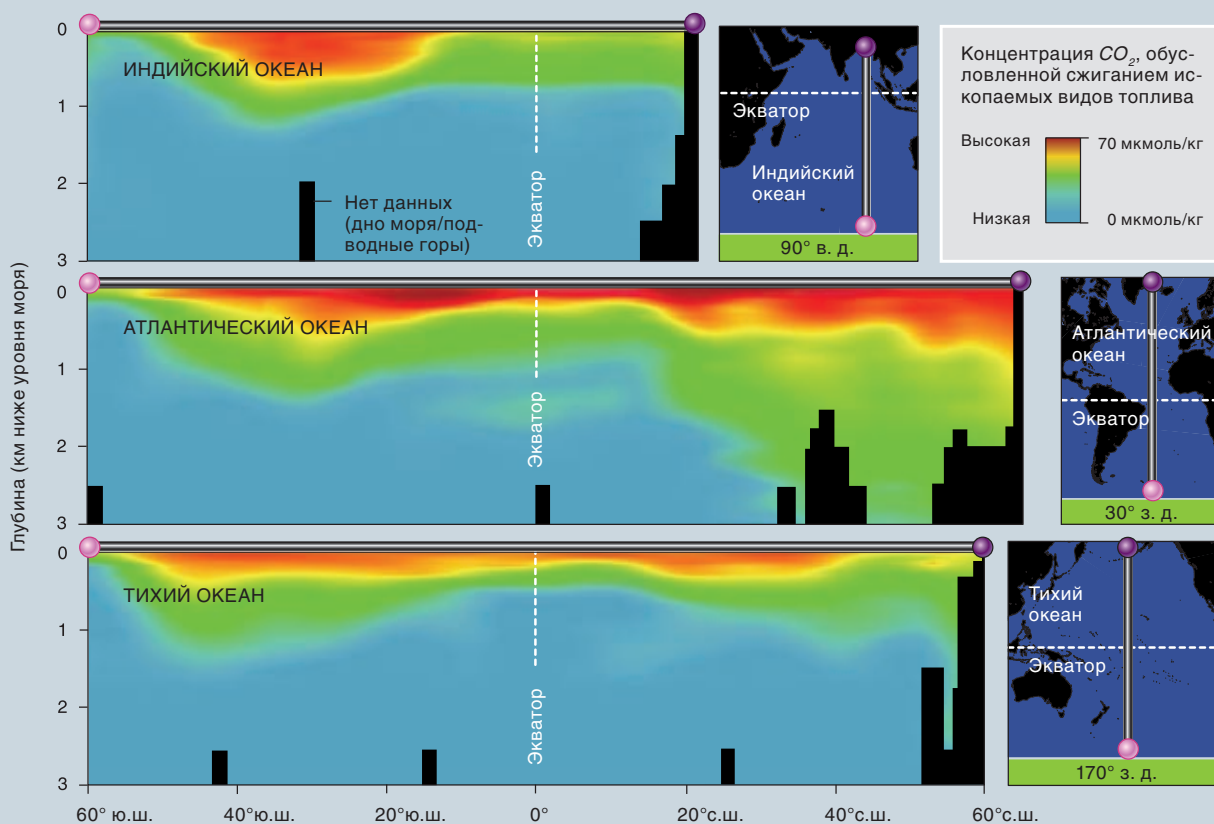 0
1
2
3
ИНДИЙСКИЙ ОКЕАН
Экватор
Нет данных
(дно моря/под-
водные горы)
Экватор
Индийский
океан
90° в. д.
Концентрация CO₂, обус-
ловленной сжиганием ис-
копаемых видов топлива
Высокая
70 мкмоль/кг
Низкая
0 мкмоль/кг
Глубина (км ниже уровня моря)
0
1
2
3
АТЛАНТИЧЕСКИЙ ОКЕАН
Экватор
Атлантический
океан
Экватор
30° з. д.
0
1
2
3
ТИХИЙ ОКЕАН
Экватор
Тихий
океан
Экватор
170° з. д.
60° ю.ш.
40°ю.ш.
20°ю.ш.
0°
20°с.ш.
40°с.ш.
60°с.ш.